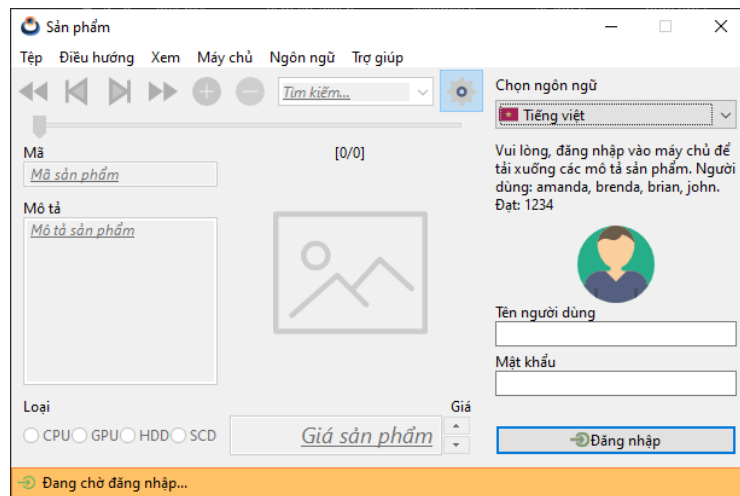 Sản phẩm
Tệp Điều hướng Xem Máy chủ Ngôn ngữ Trợ giúp
Tìm kiếm...
Mã
[0/0]
Mã sản phẩm
Mô tả
Mô tả sản phẩm
Loại
Giá
CPU GPU HDD SCD
Giá sản phẩm
Chọn ngôn ngữ
Tiếng việt
Vui lòng, đăng nhập vào máy chủ để
tải xuống các mô tả sản phẩm. Người
dùng: amanda, brenda, brian, john.
Đạt: 1234
Tên người dùng
Mật khẩu
Đăng nhập
Đang chờ đăng nhập...